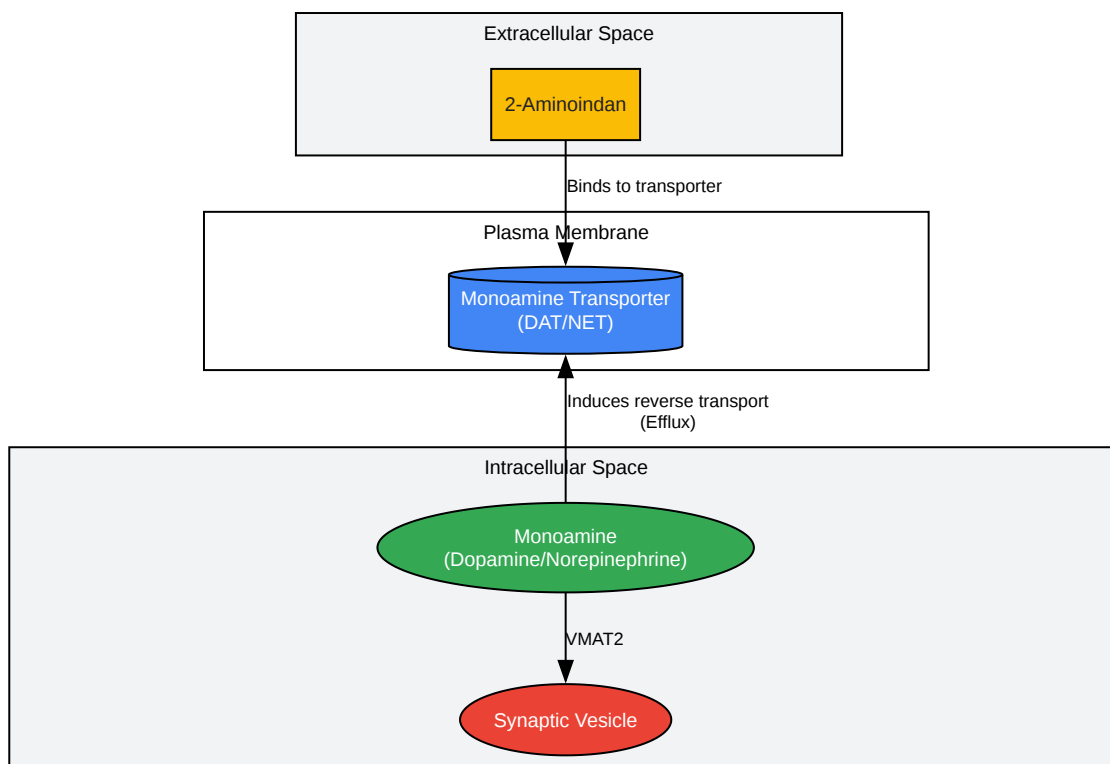 Extracellular Space
2-Aminoindan
Binds to transporter
Plasma Membrane
Monoamine Transporter
(DAT/NET)
Induces reverse transport
(Efflux)
Intracellular Space
Monoamine
(Dopamine/Norepinephrine)
VMAT2
Synaptic Vesicle